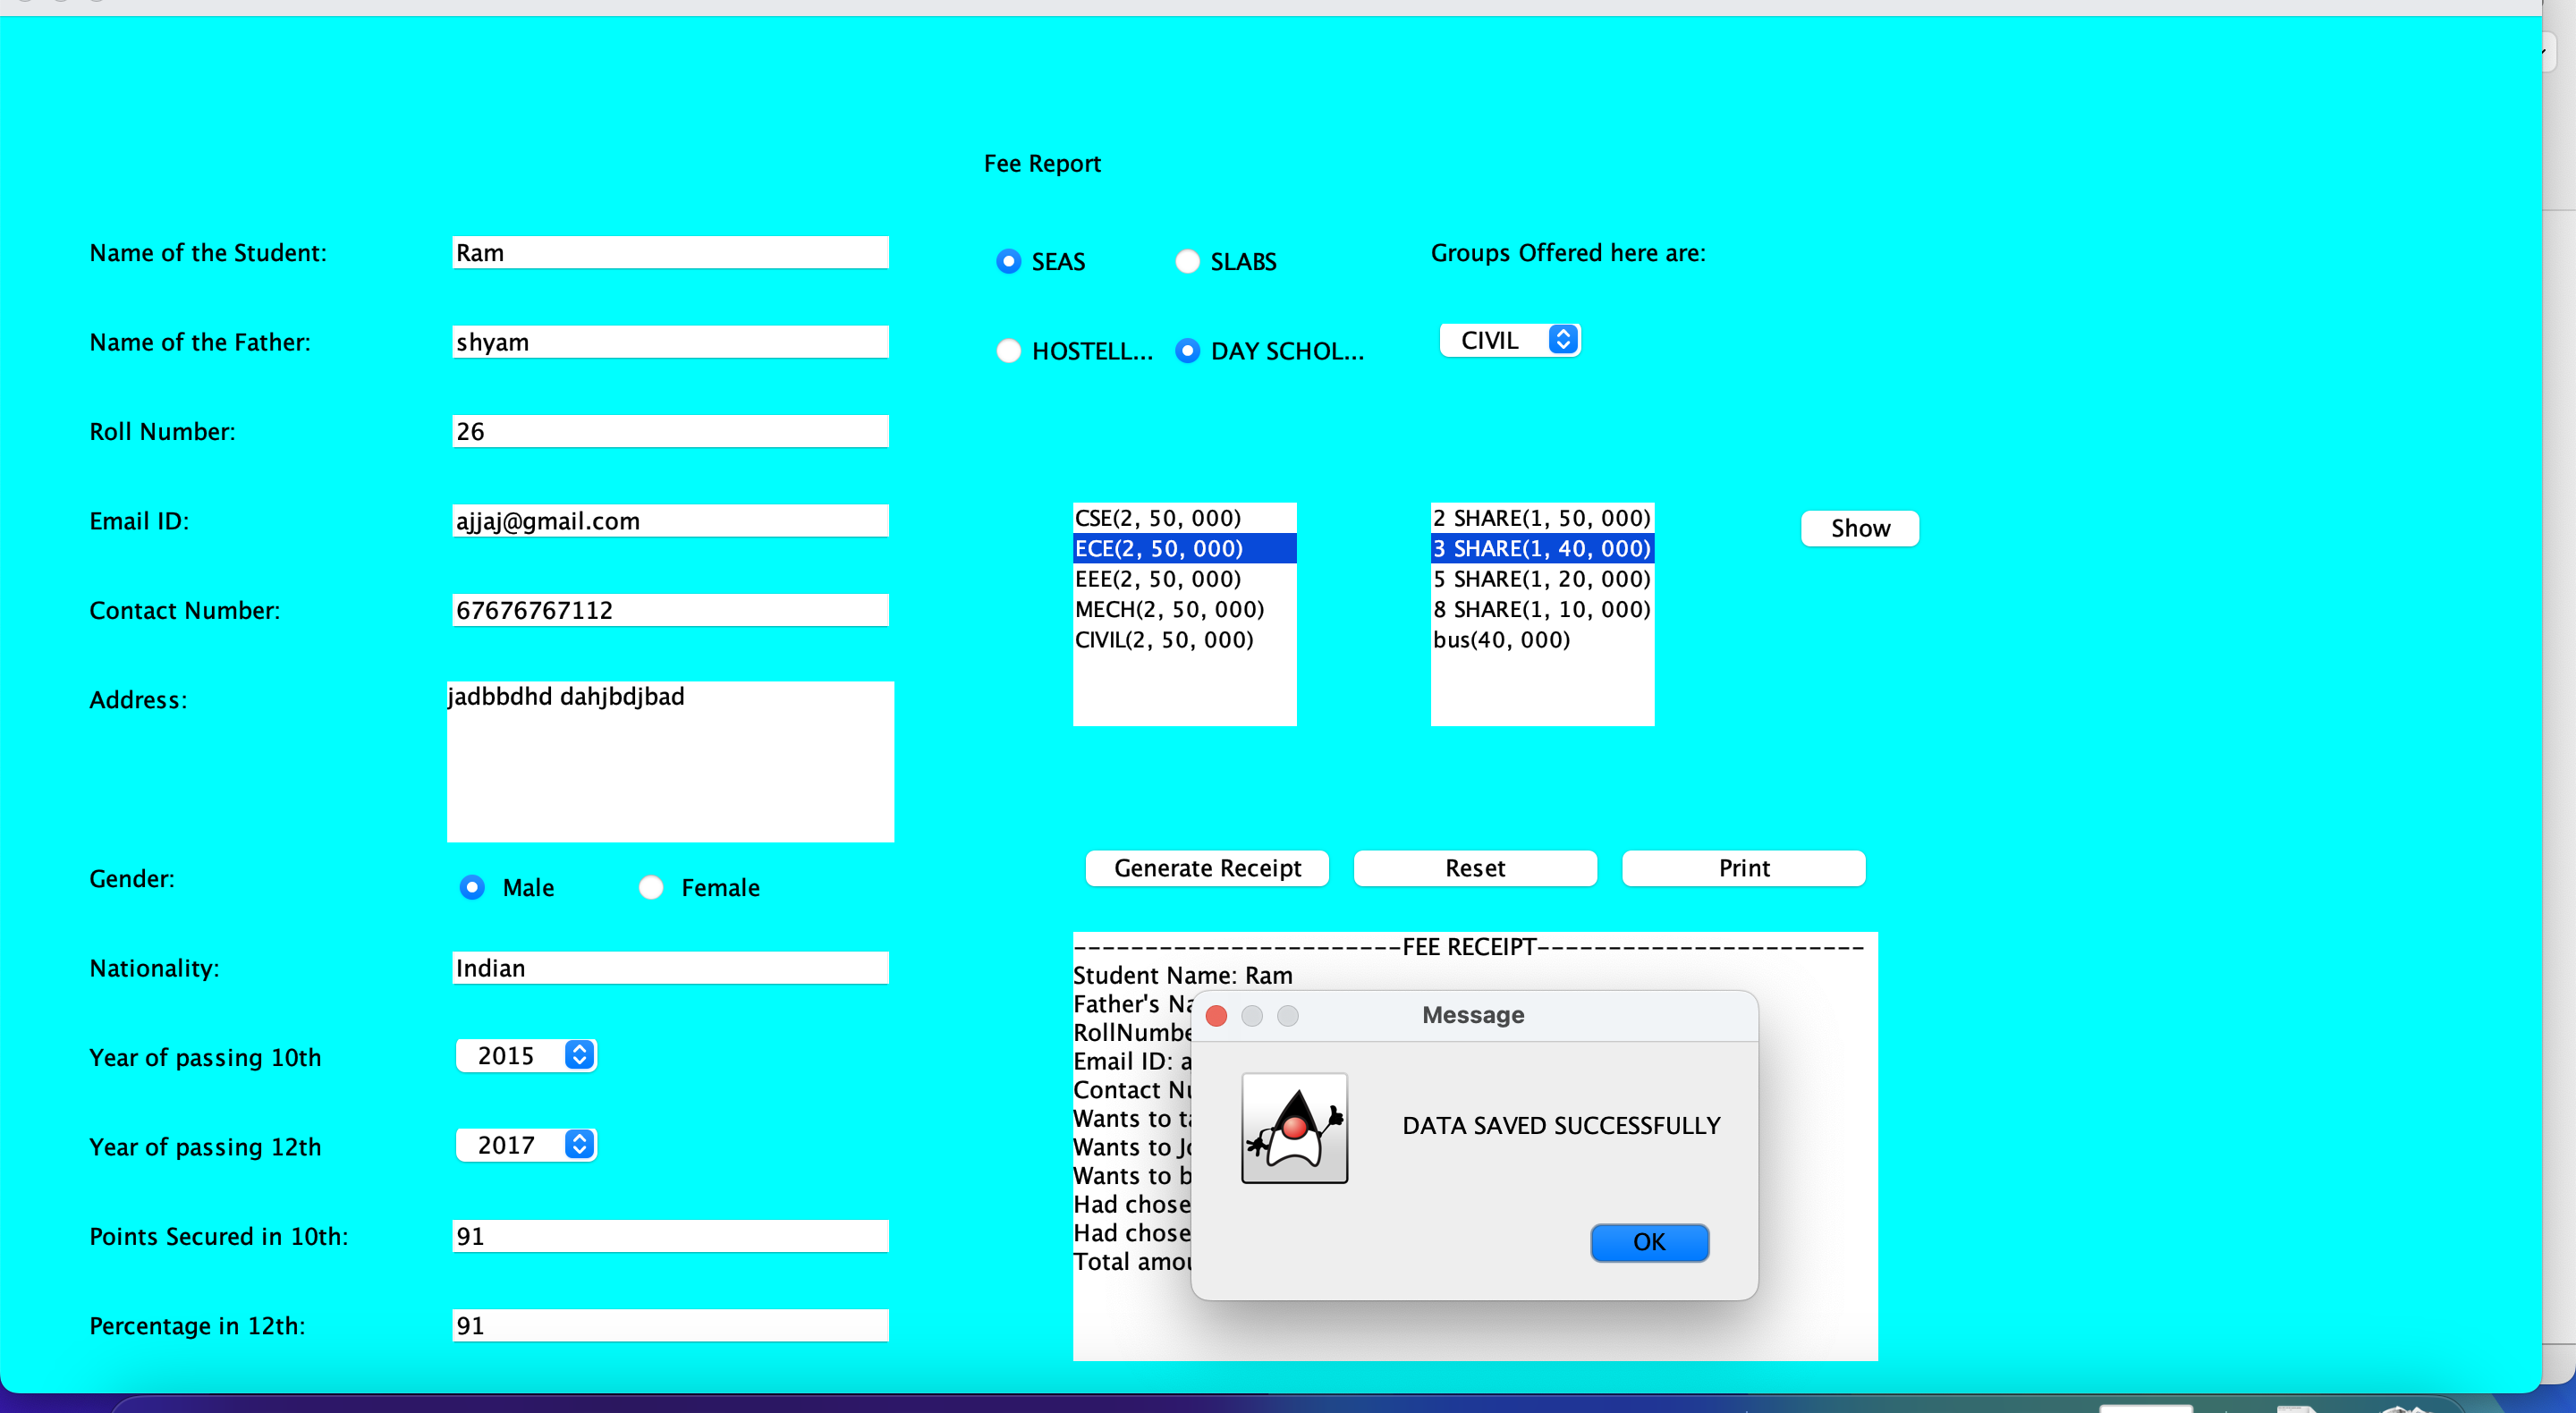 Fee Report
Name of the Student:
Ram
Name of the Father:
shyam
Roll Number:
26
Email ID:
ajjaj@gmail.com
Contact Number:
67676767112
Address:
jadbbdhd dahjbdjbad
Gender:
Male
Female
Nationality:
Indian
Year of passing 10th
2015
Year of passing 12th
2017
Points Secured in 10th:
91
Percentage in 12th:
91
SEAS
SLABS
HOSTELL...
DAY SCHOL...
Groups Offered here are:
CIVIL
CSE(2, 50, 000)
ECE(2, 50, 000)
EEE(2, 50, 000)
MECH(2, 50, 000)
CIVIL(2, 50, 000)
2 SHARE(1, 50, 000)
3 SHARE(1, 40, 000)
5 SHARE(1, 20, 000)
8 SHARE(1, 10, 000)
bus(40, 000)
Show
Generate Receipt
Reset
Print
-----------------------FEE RECEIPT-----------------------
Student Name: Ram
Father's
Email ID:
Contact
Wants to
Wants to
Wants to
Had
Had
Total
Message
DATA SAVED SUCCESSFULLY
OK